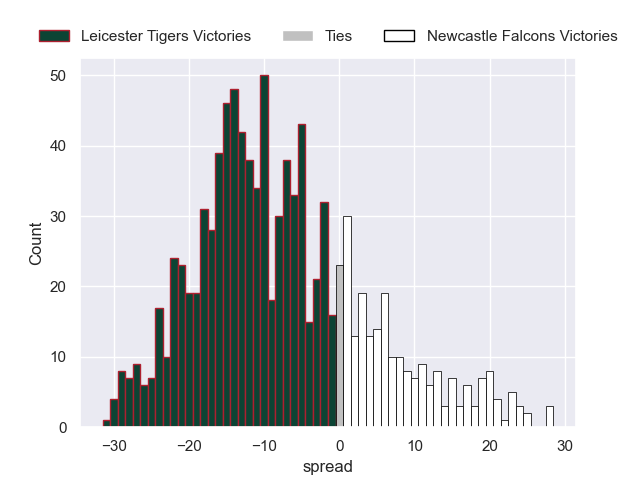 Leicester Tigers Victories Ties Newcastle Falcons Victories
50
40
30
20
10
0
Count
−30 −20 −10 0 10 20 30
spread